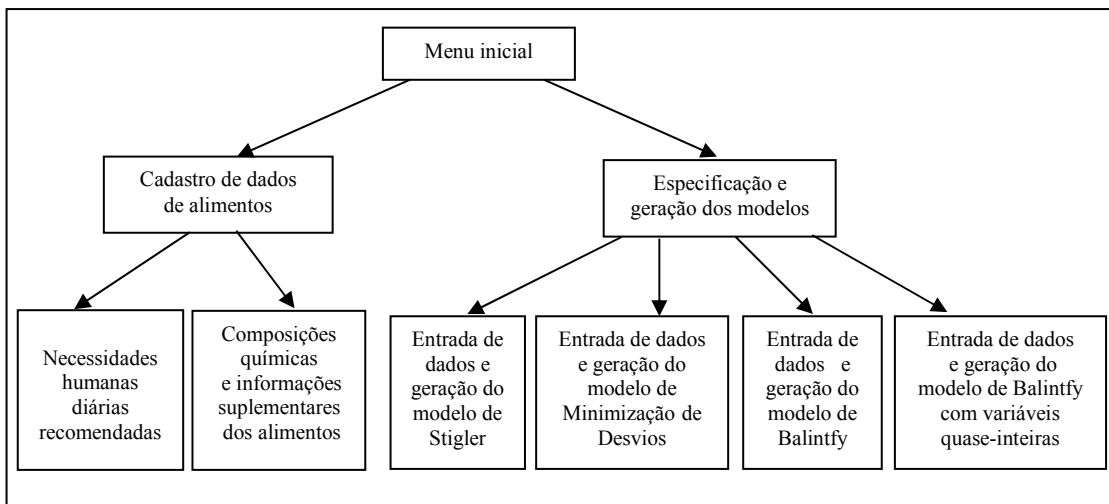 Menu inicial
Cadastro de dados
de alimentos
Especificação e
geração dos modelos
Necessidades
humanas
diárias
recomendadas
Composições
químicas
e informações
suplementares
dos alimentos
Entrada de
dados e
geração do
modelo de
Stigler
Entrada de dados
e geração do
modelo de
Minimização de
Desvios
Entrada de
dados e
geração do
modelo de
Balintfy
Entrada de dados
e geração do
modelo de Balintfy
com variáveis
quase-inteiras